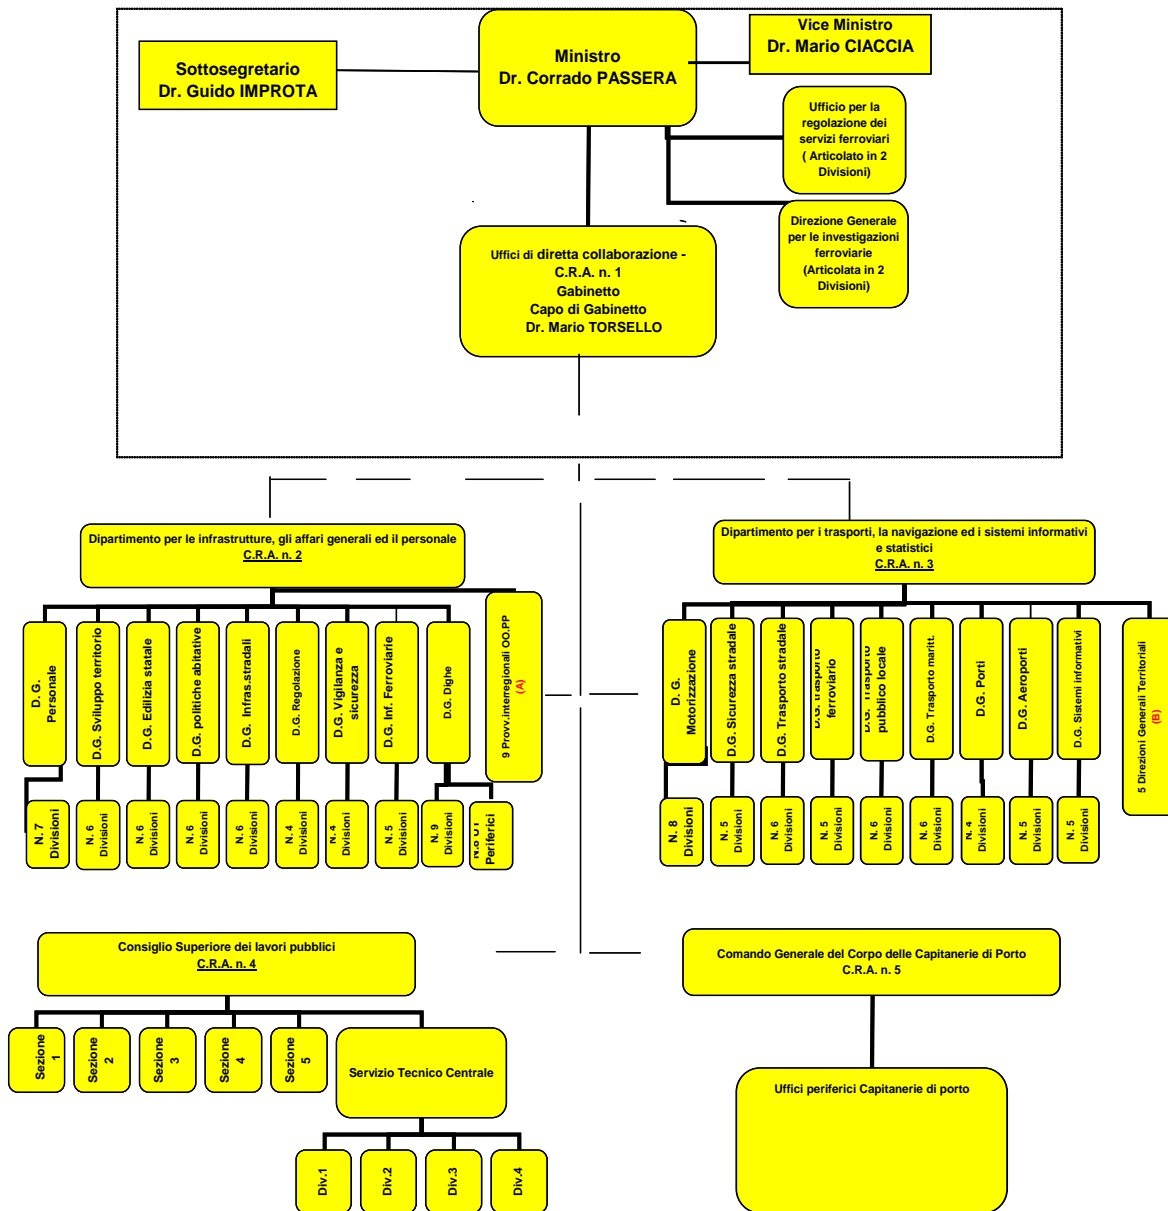 Vice Ministro
Dr. Mario CIACCIA
Ministro
Dr. Corrado PASSERA
Sottosegretario
Dr. Guido IMPROTA
Ufficio per la
regolazione dei
servizi ferroviari
( Articolato in 2
Divisioni)
Direzione Generale
per le investigazioni
ferroviarie
(Articolata in 2
Divisioni)
Uffici di diretta collaborazione -
C.R.A. n. 1
Gabinetto
Capo di Gabinetto
Dr. Mario TORSELLO
Dipartimento per le infrastrutture, gli affari generali ed il personale
C.R.A. n. 2
Dipartimento per i trasporti, la navigazione ed i sistemi informativi
e statistici
C.R.A. n. 3
D. G.
Personale
D.G. Sviluppo territorio
D.G. Edilizia statale
D.G. politiche abitative
D.G. Infras.stradali
D.G. Regolazione
D.G. Vigilanza e
sicurezza
D.G. Inf. Ferroviarie
D.G. Dighe
9 Provv.interregionali OO.PP
(A)
N. 7
Divisioni
N. 6
Divisioni
N. 6
Divisioni
N. 6
Divisioni
N. 6
Divisioni
N. 4
Divisioni
N. 4
Divisioni
N. 5
Divisioni
N. 9
Divisioni
Periferici
D. G.
Motorizzazione
D.G. Sicurezza stradale
D.G. Trasporto stradale
D.G. trasporto
ferroviario
D.G. Trasporto
pubblico locale
D.G. Trasporto maritt.
D.G. Porti
D.G. Aeroporti
D.G. Sistemi informativi
5 Direzioni Generali Territoriali
(B)
N. 8
Divisioni
N. 5
Divisioni
N. 6
Divisioni
N. 5
Divisioni
N. 6
Divisioni
N. 6
Divisioni
N. 4
Divisioni
N. 5
Divisioni
N. 5
Divisioni
Consiglio Superiore dei lavori pubblici
C.R.A. n. 4
Comando Generale del Corpo delle Capitanerie di Porto
C.R.A. n. 5
Sezione
1
Sezione
2
Sezione
3
Sezione
4
Sezione
5
Servizio Tecnico Centrale
Uffici periferici Capitanerie di porto
Div.1
Div.2
Div.3
Div.4